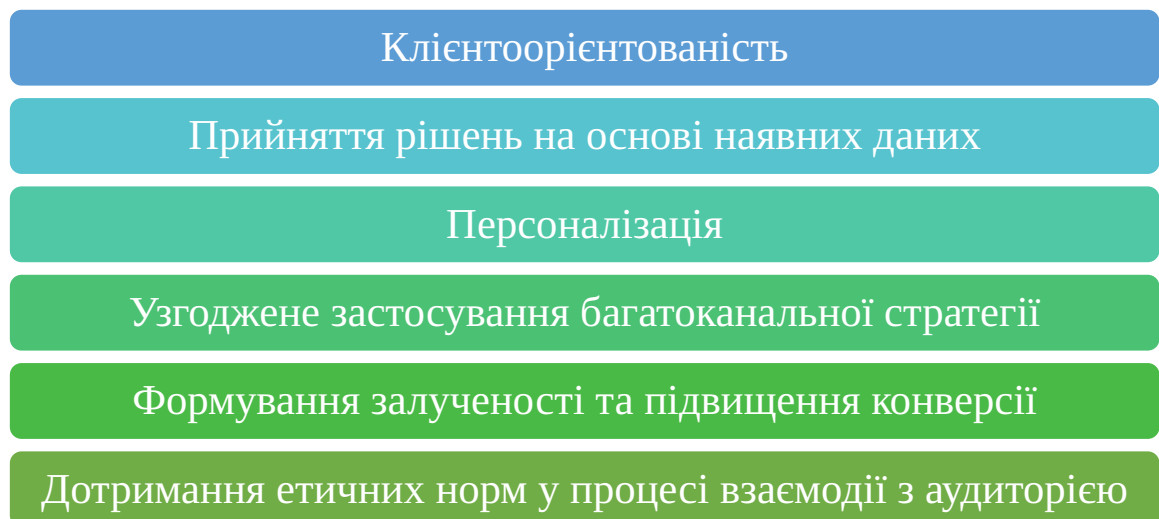 Клієнтоорієнтованість
Прийняття рішень на основі наявних даних
Персоналізація
Узгоджене застосування багатоканальної стратегії
Формування залученості та підвищення конверсії
Дотримання етичних норм у процесі взаємодії з аудиторією